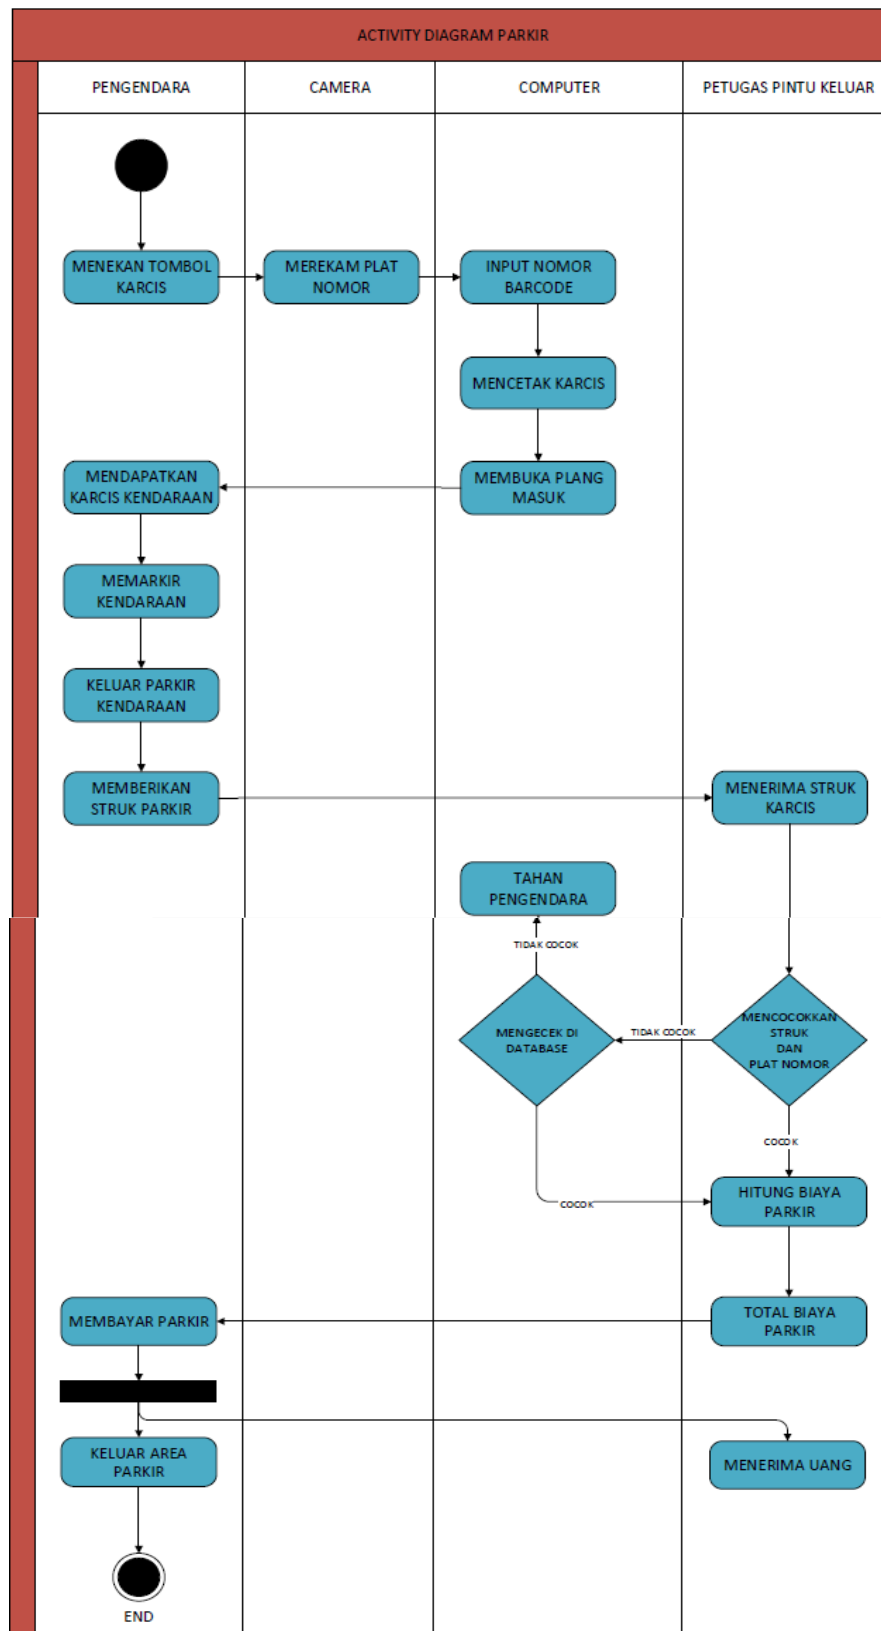 ACTIVITY DIAGRAM PARKIR
PENGENDARA
CAMERA
COMPUTER
PETUGAS PINTU KELUAR
MENEKAN TOMBOL
KARCIS
MEREKAM PLAT
NOMOR
INPUT NOMOR
BARCODE
MENCETAK KARCIS
MENDAPATKAN
KARCIS KENDARAAN
MEMBUKA PLANG
MASUK
MEMARKIR
KENDARAAN
KELUAR PARKIR
KENDARAAN
MEMBERIKAN
STRUK PARKIR
MENERIMA STRUK
KARCIS
TAHAN
PENGENDARA
TIDAK COCOK
MENGECEK DI
DATABASE
TIDAK COCOK
MENCOCOKKAN
STRUK
DAN
PLAT NOMOR
COCOK
COCOK
HITUNG BIAYA
PARKIR
MEMBAYAR PARKIR
TOTAL BIAYA
PARKIR
KELUAR AREA
PARKIR
MENERIMA UANG
END